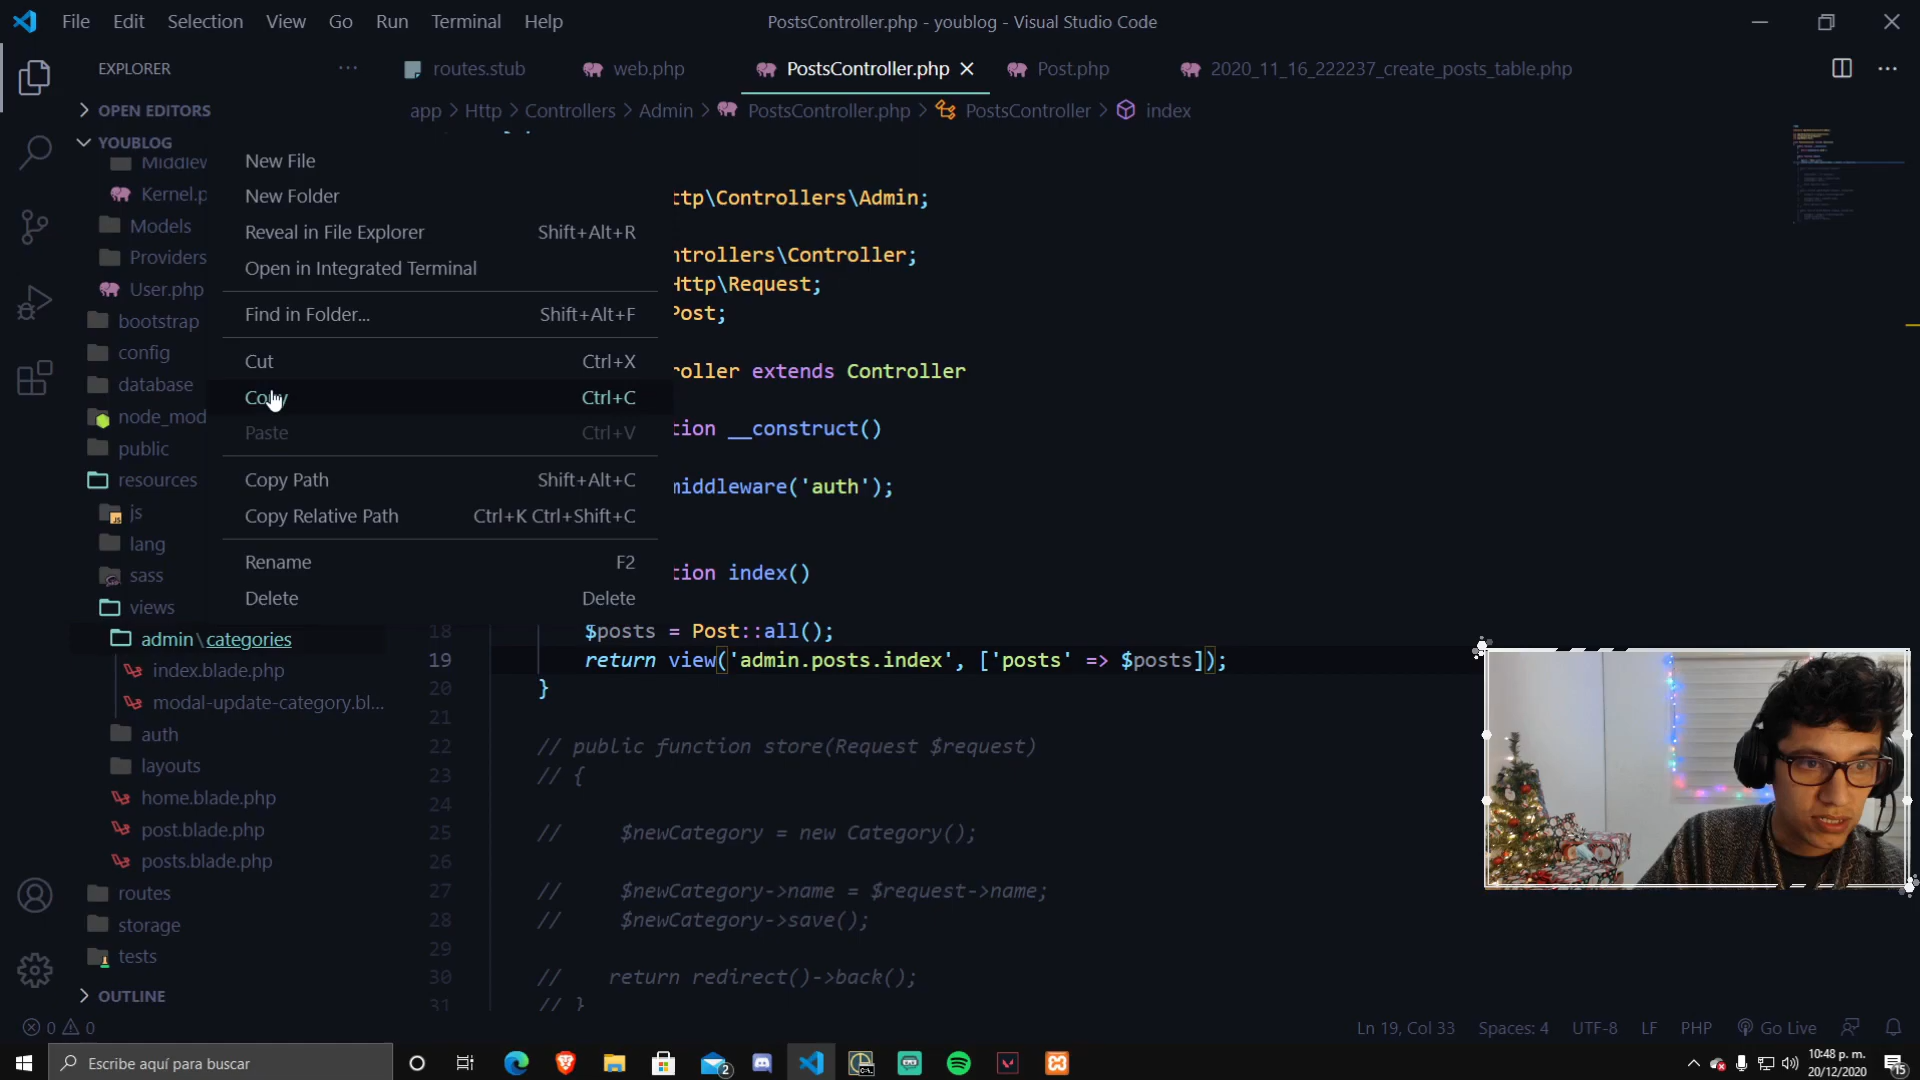 File Edit Selection View Go Run Terminal Help
PostsController.php - youblog - Visual Studio Code
EXPLORER
routes.stub
web.php
PostsController.php
Post.php
2020_11_16_222237_create_posts_table.php
OPEN EDITORS
app > Http > Controllers > Admin > PostsController.php > PostsController > index
YOUBLOG
Middlew
Kernel.p
Models
Providers
User.php
bootstrap
config
database
node_mod
public
resources
js
lang
sass
views
admin\categories
index.blade.php
modal-update-category.bl...
auth
layouts
home.blade.php
post.blade.php
posts.blade.php
routes
storage
tests
OUTLINE
New File
New Folder
Reveal in File Explorer Shift+Alt+R
Open in Integrated Terminal
Find in Folder... Shift+Alt+F
Cut Ctrl+X
Copy Ctrl+C
Paste Ctrl+V
Copy Path Shift+Alt+C
Copy Relative Path Ctrl+K Ctrl+Shift+C
Rename F2
Delete Delete
ttp\Controllers\Admin;
ntrollers\Controller;
Http\Request;
Post;
roller extends Controller
tion __construct()
middleware('auth');
tion index()
18 $posts = Post::all();
19 return view('admin.posts.index', ['posts' => $posts]);
20 }
21
22 // public function store(Request $request)
23 // {
24
25 // $newCategory = new Category();
26
27 // $newCategory->name = $request->name;
28 // $newCategory->save();
29
30 // return redirect()->back();
31 // }
0 0
Ln 19, Col 33 Spaces: 4 UTF-8 LF PHP Go Live
Escribe aquí para buscar
2
10:48 p. m.
20/12/2020
15